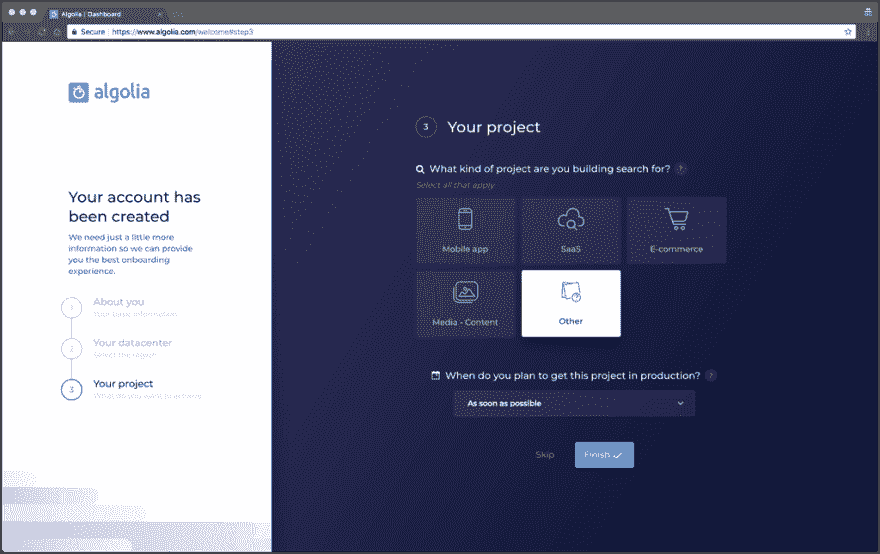 Algolia | Dashboard
Secure
https://www.algolia.com/welcome#step3
algolia
Your account has
been created
We need just a little more
information so we can provide
you the best onboarding
experience.
1
About you
Your basic information
2
Your datacenter
Select the region
3
Your project
What do you want to achieve
3
Your project
What kind of project are you building search for? ?
Select all that apply
Mobile app
SaaS
E-commerce
Media - Content
Other
When do you plan to get this project in production? ?
As soon as possible
Skip
Finish